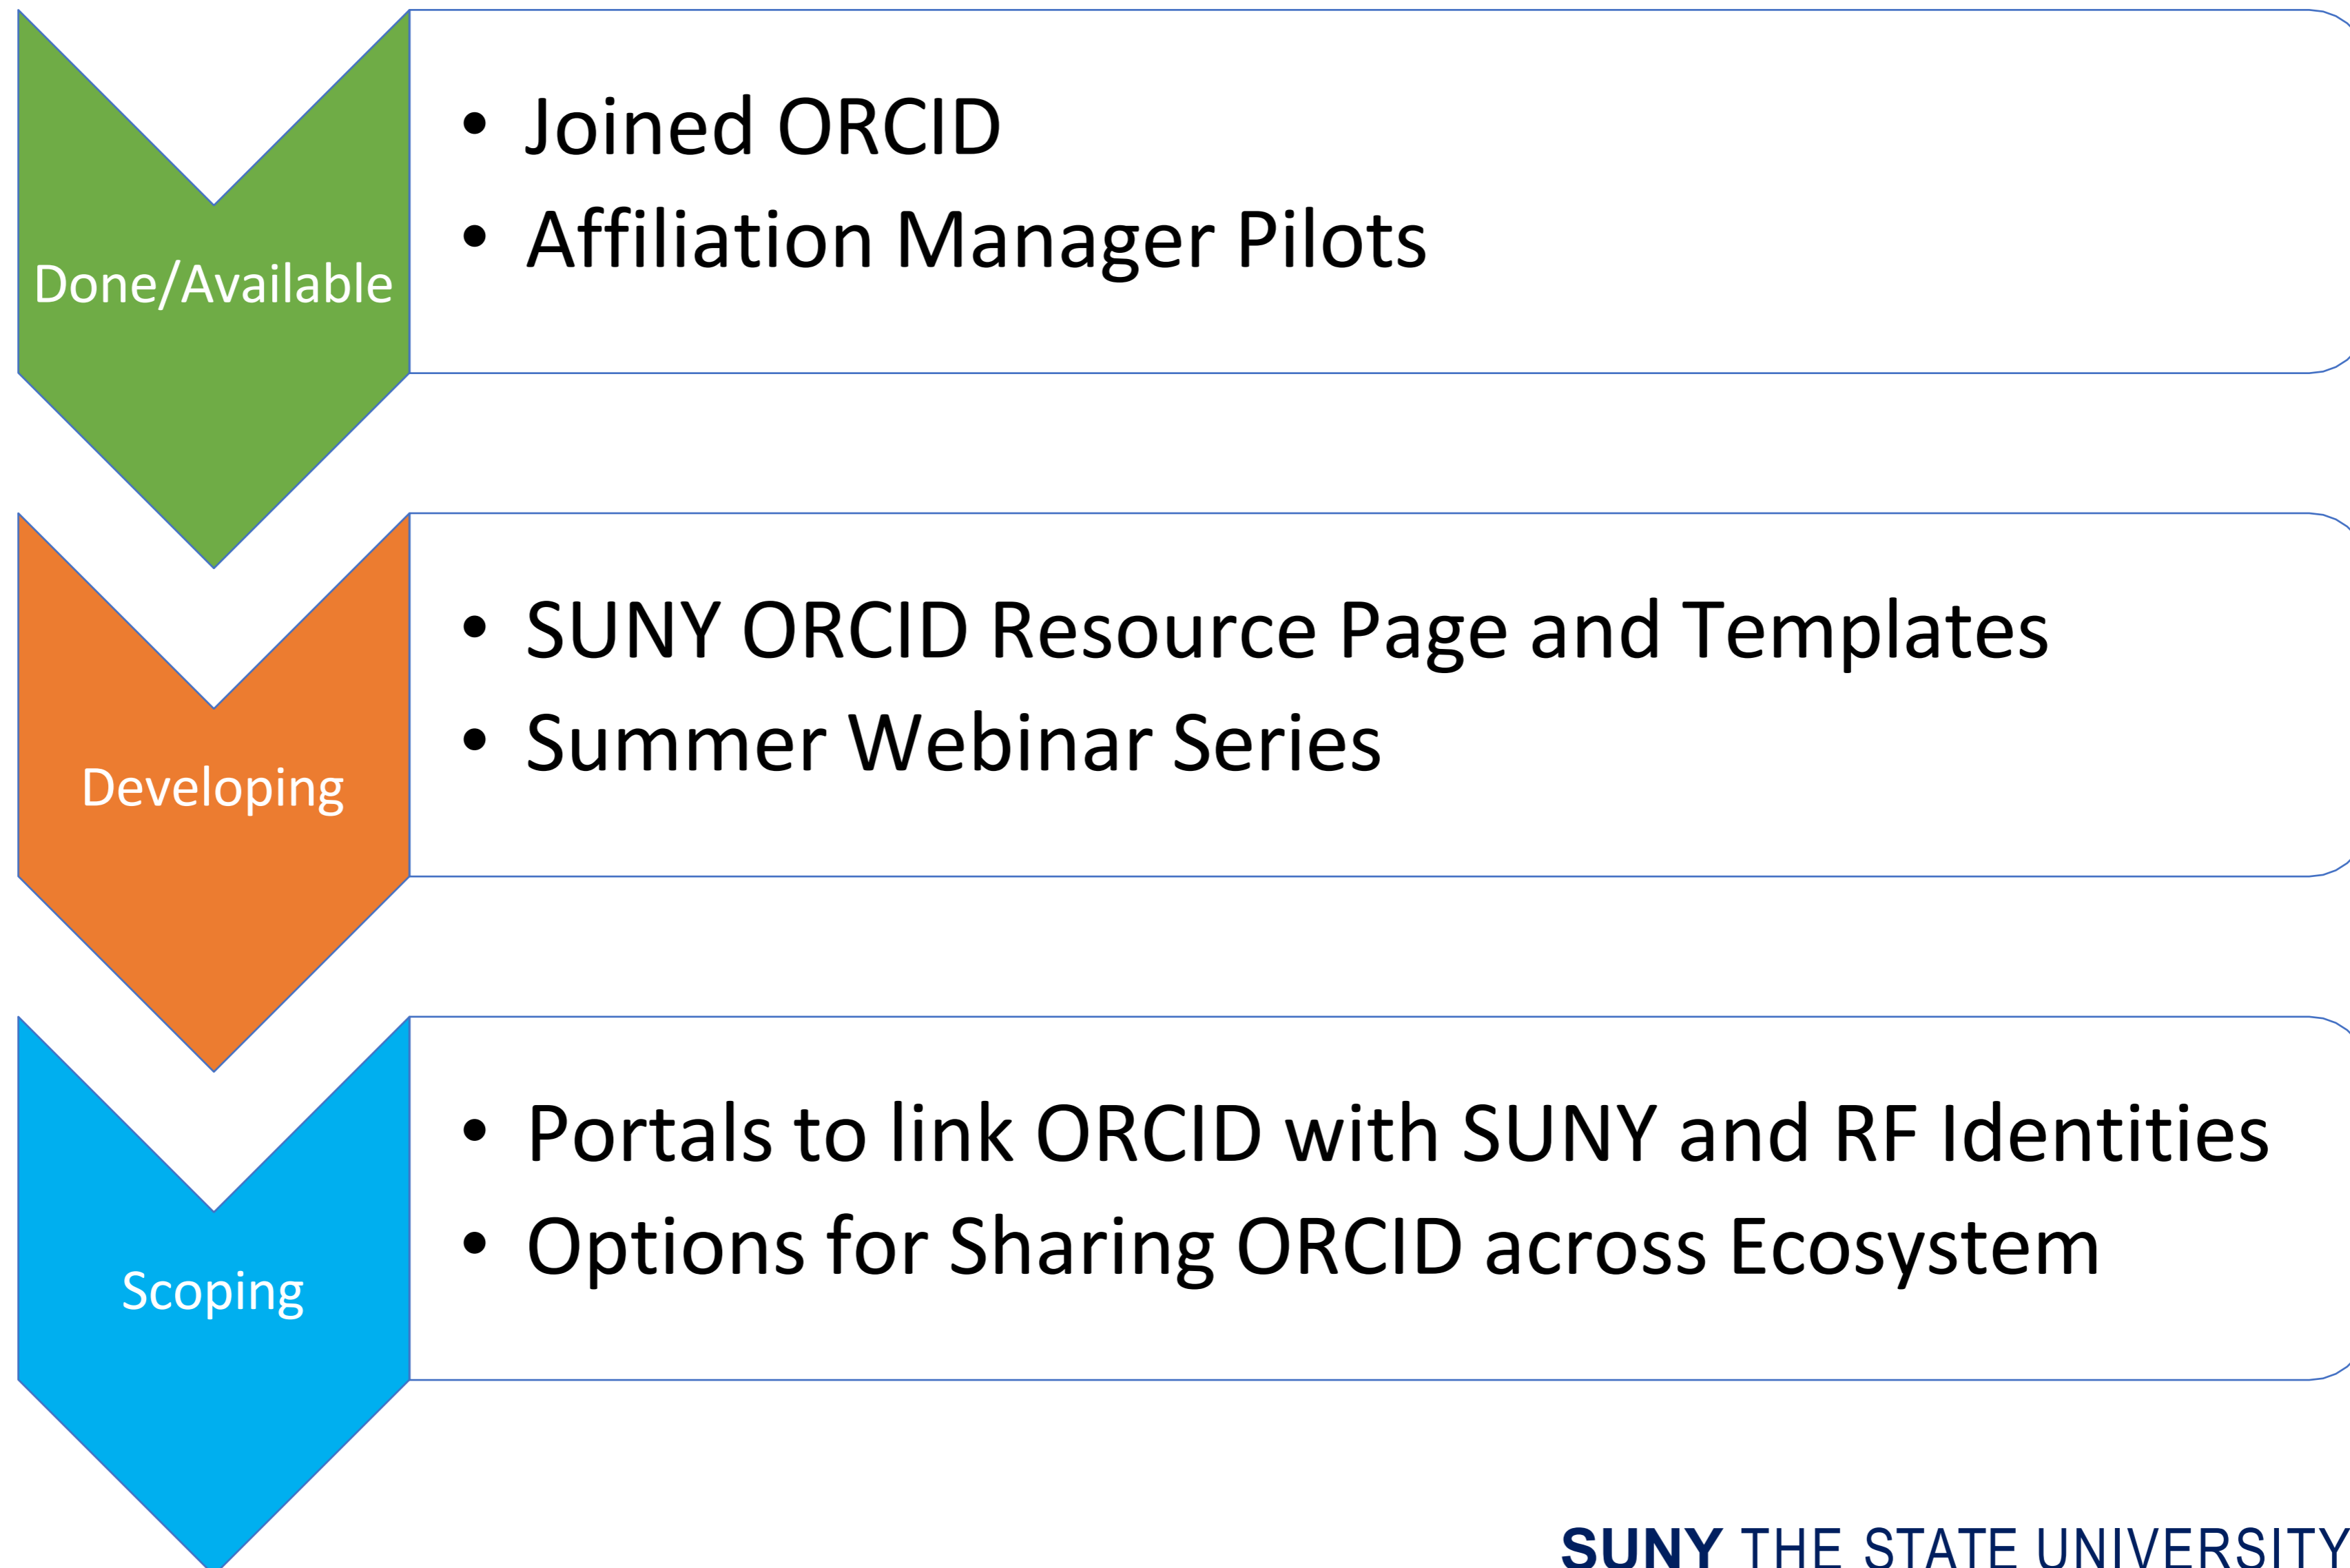 Done/Available
• Joined ORCID
• Affiliation Manager Pilots
Developing
• SUNY ORCID Resource Page and Templates
• Summer Webinar Series
Scoping
• Portals to link ORCID with SUNY and RF Identities
• Options for Sharing ORCID across Ecosystem
SUNY THE STATE UNIVERSITY